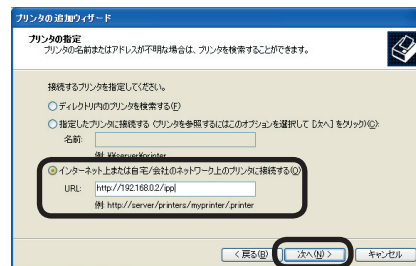 プリンタの追加ウィザード
プリンタの指定
プリンタの名前またはアドレスが不明な場合は、プリンタを検索することができます。
接続するプリンタを指定してください。
ディレクトリ内のプリンタを検索する(F)
指定したプリンタに接続する (プリンタを参照するにはこのオプションを選択して [次へ] をクリック)(C):
名前:
例: ¥¥server¥printer
インターネット上または自宅/会社のネットワーク上のプリンタに接続する(O):
URL: http://192.168.0.2/ipp
例: http://server/printers/myprinter/.printer
< 戻る(B) 次へ(N) > キャンセル